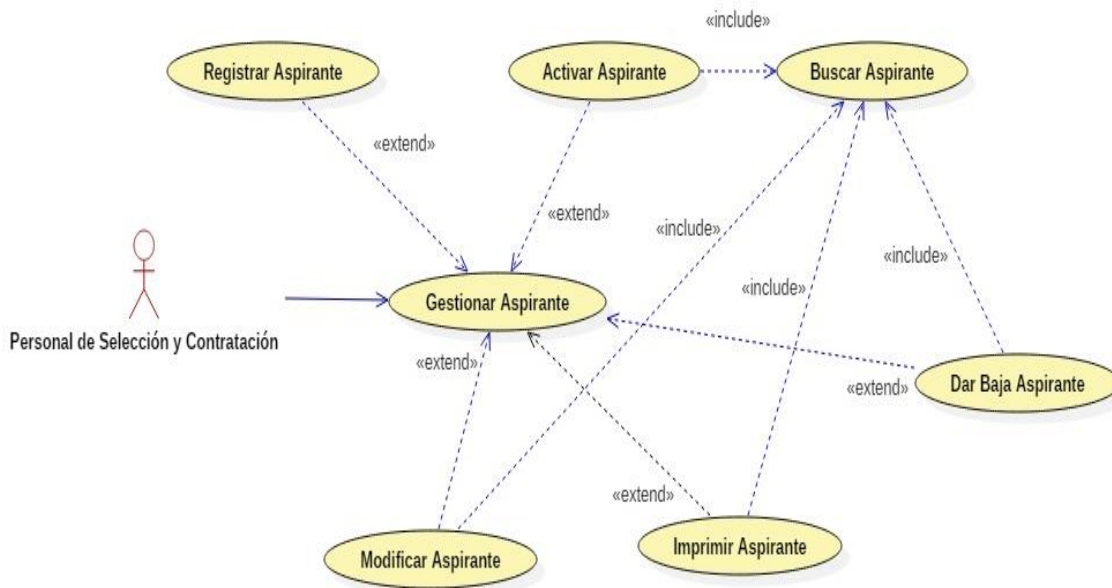 «include»
Registrar Aspirante
Activar Aspirante
Buscar Aspirante
«extend»
«extend»
«include»
«include»
«include»
Gestionar Aspirante
Personal de Selección y Contratación
«extend»
«extend»
Dar Baja Aspirante
«extend»
Modificar Aspirante
Imprimir Aspirante